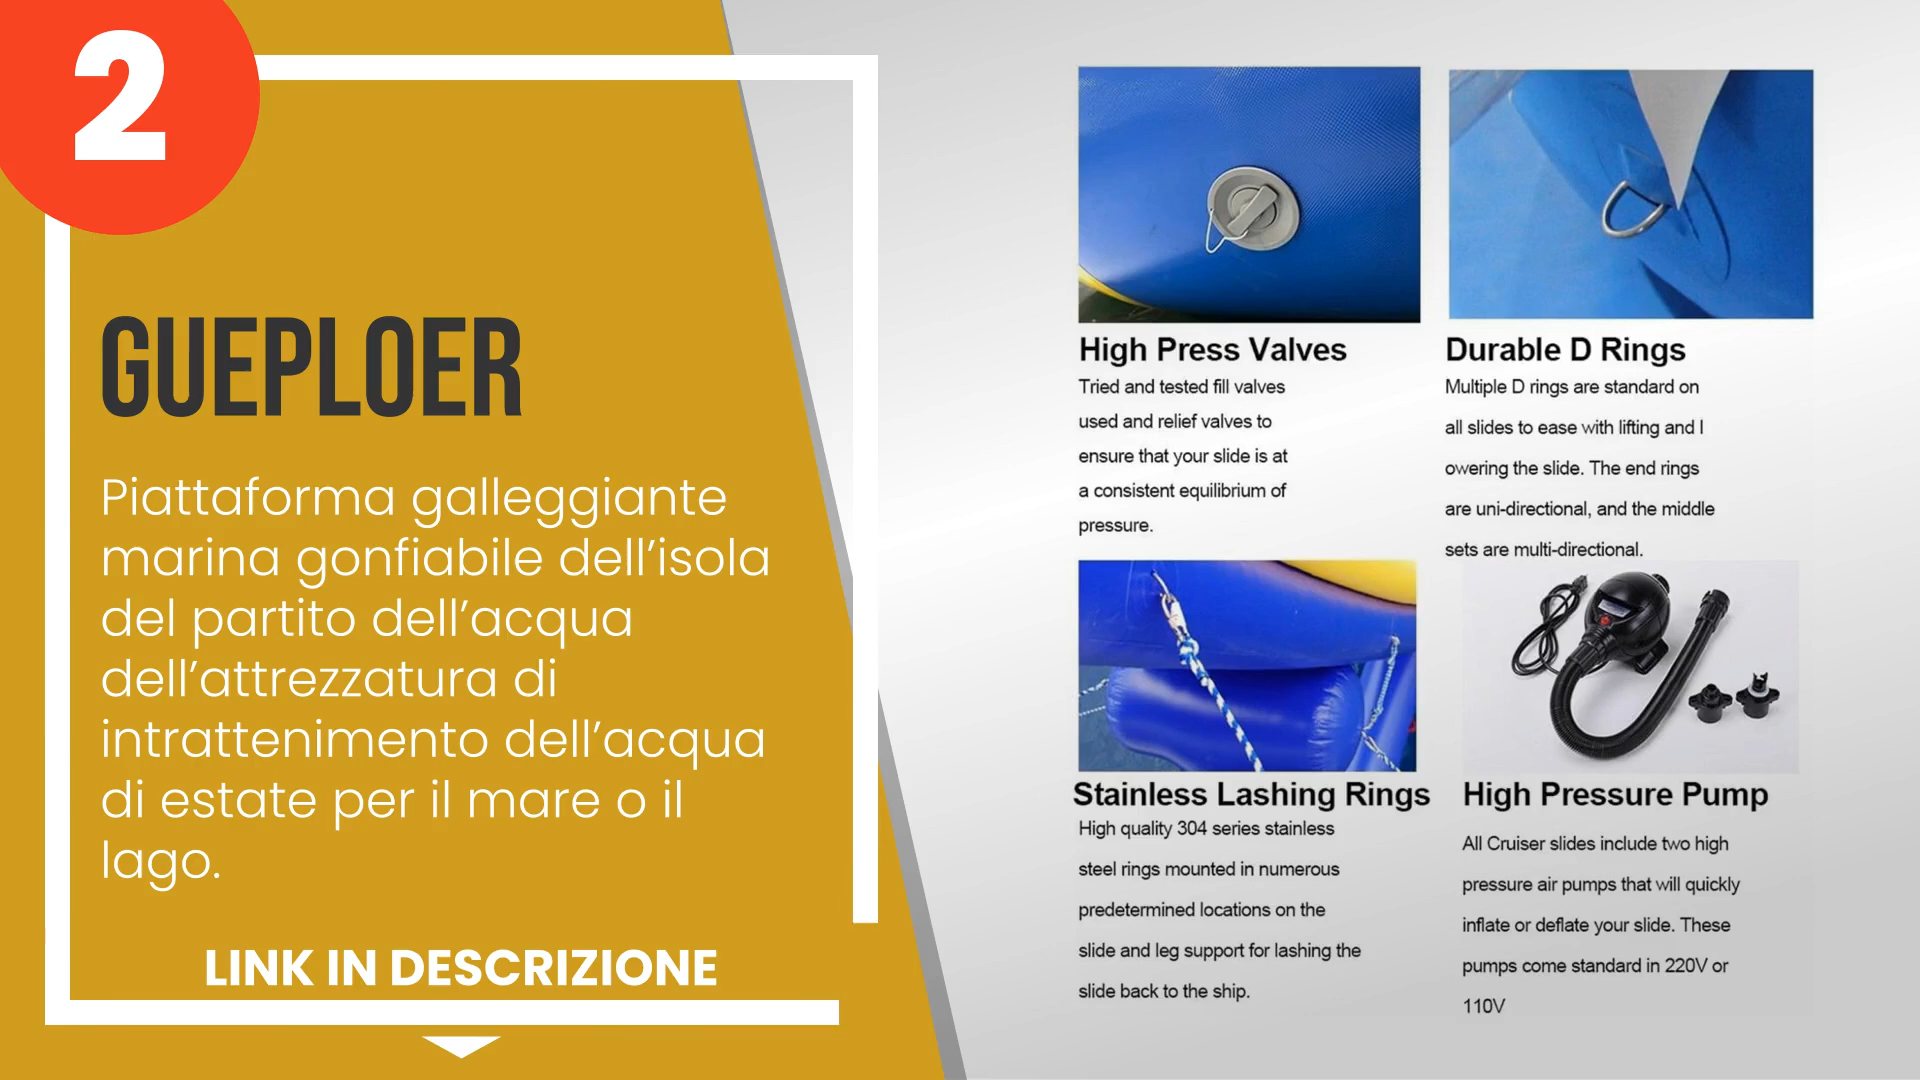 2
GUEPLOER
Piattaforma galleggiante
marina gonfiabile dell’isola
del partito dell’acqua
dell’attrezzatura di
intrattenimento dell’acqua
di estate per il mare o il
lago.
LINK IN DESCRIZIONE
High Press Valves
Tried and tested fill valves
used and relief valves to
ensure that your slide is at
a consistent equilibrium of
pressure.
Durable D Rings
Multiple D rings are standard on
all slides to ease with lifting and l
owering the slide. The end rings
are uni-directional, and the middle
sets are multi-directional.
Stainless Lashing Rings
High quality 304 series stainless
steel rings mounted in numerous
predetermined locations on the
slide and leg support for lashing the
slide back to the ship.
High Pressure Pump
All Cruiser slides include two high
pressure air pumps that will quickly
inflate or deflate your slide. These
pumps come standard in 220V or
110V